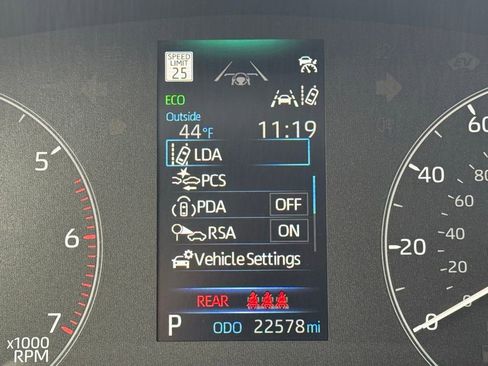 SPEED
LIMIT
25
ECO
Outside
44°F 11:19
LDA
PCS
PDA OFF
RSA ON
Vehicle Settings
REAR
P ODO 22578 mi
5
6
7
x1000
RPM
60
40
20
0
80
60
40
20
0